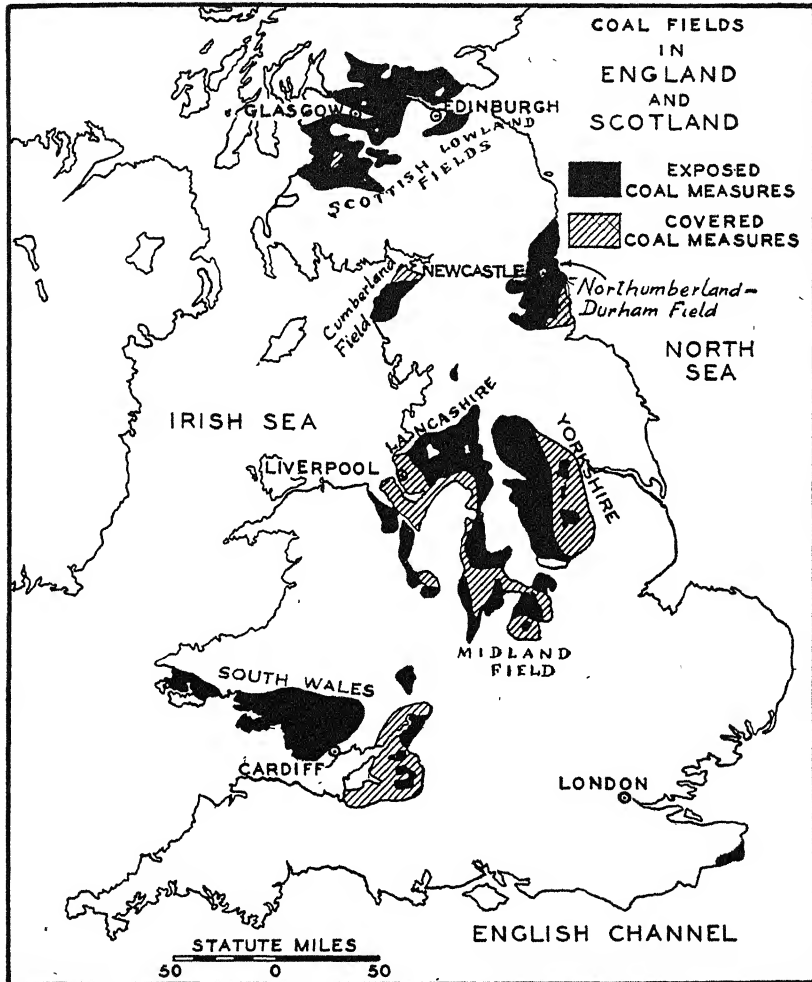 COAL FIELDS
IN
ENGLAND
AND
SCOTLAND
EXPOSED
COAL MEASURES
COVERED
COAL MEASURES
GLASGOW
EDINBURGH
SCOTTISH LOWLAND
FIELDS
NEWCASTLE
Northumberland-
Durham Field
Cumberland
Field
NORTH
SEA
IRISH SEA
LANCASHIRE
YORKSHIRE
LIVERPOOL
MIDLAND
FIELD
SOUTH WALES
CARDIFF
LONDON
ENGLISH CHANNEL
STATUTE MILES
50 0 50